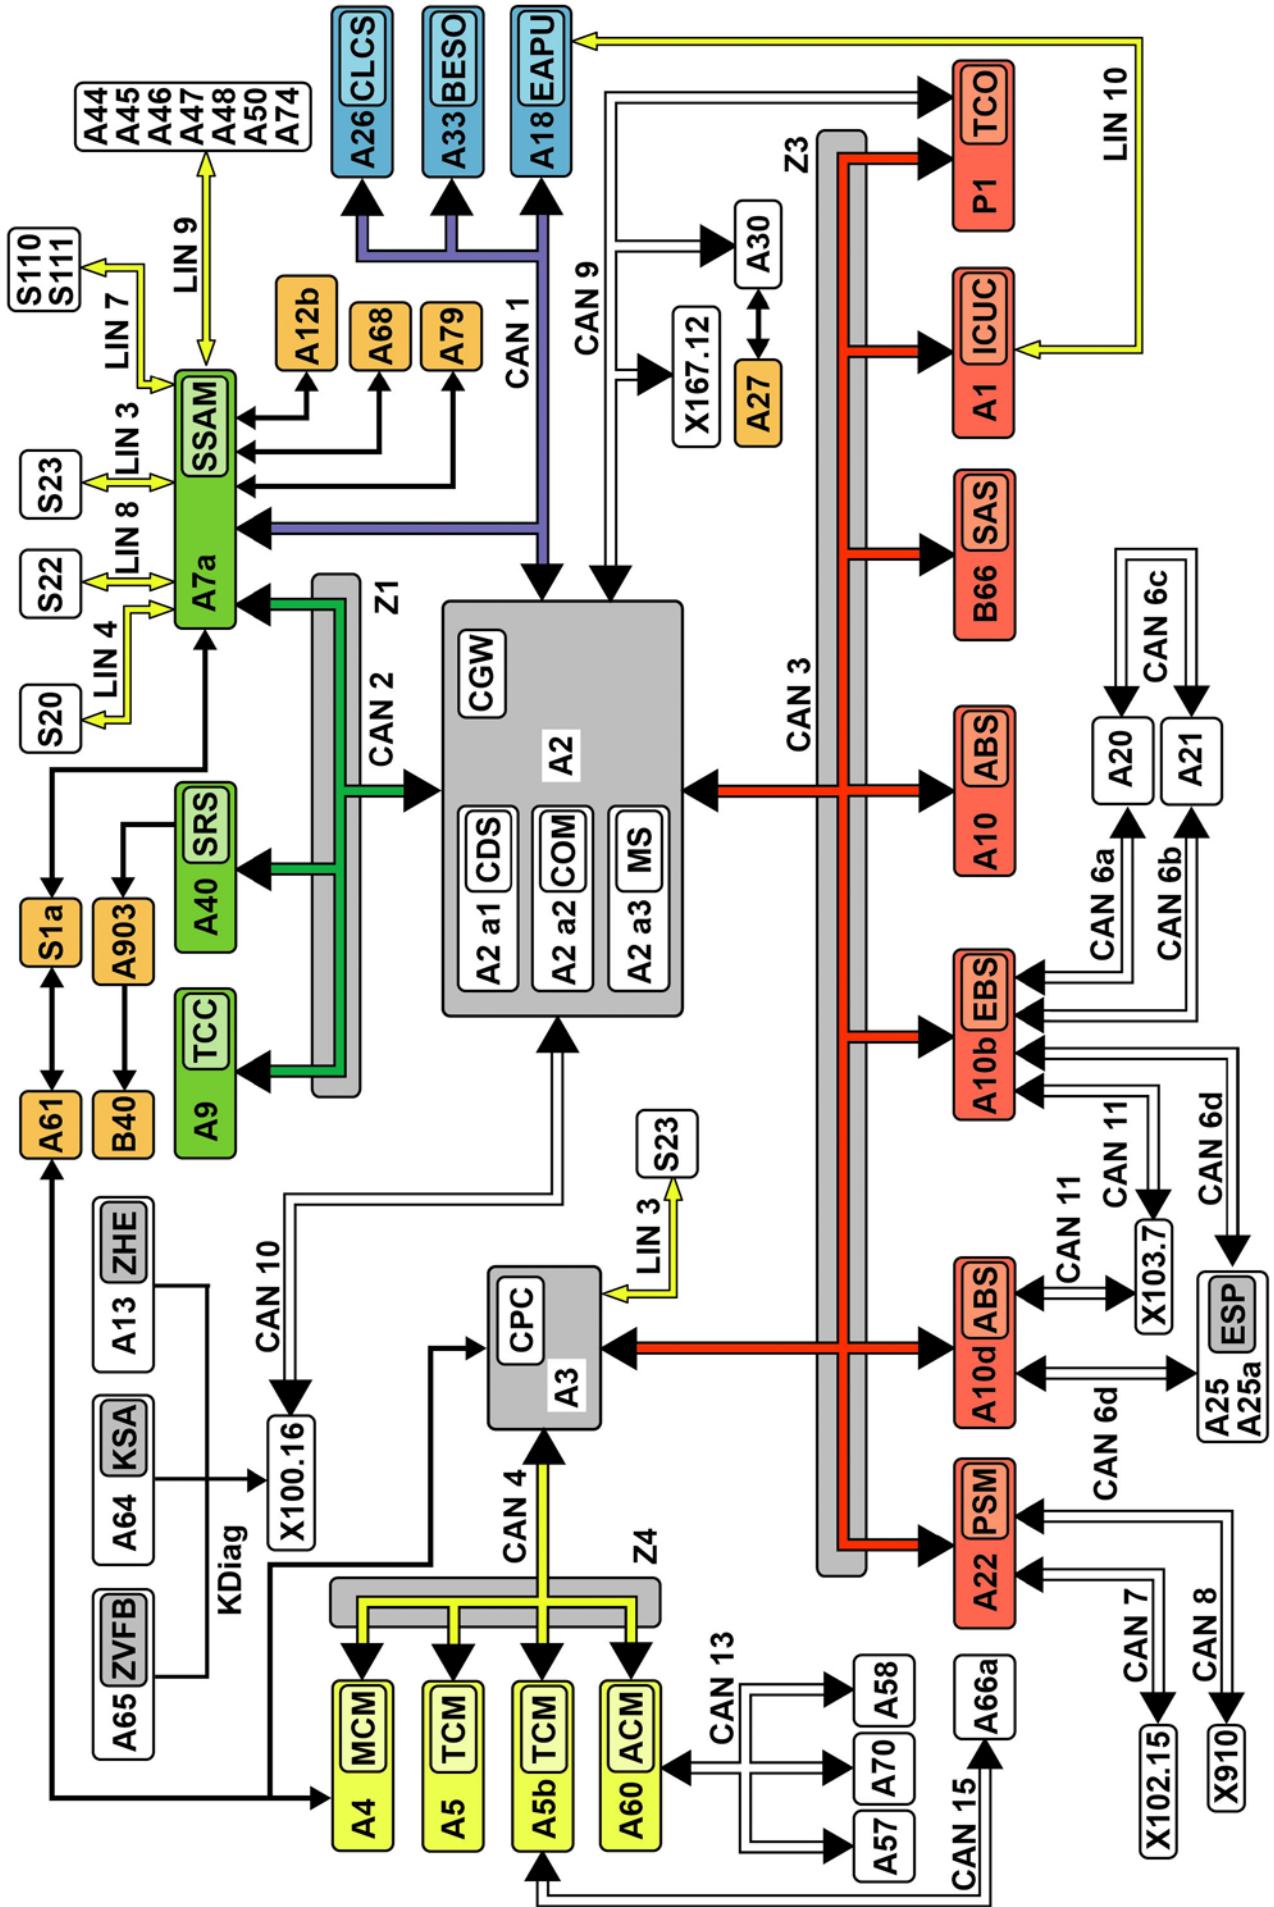 A61
S1a
S20
S22
S23
S110
S111
A44
A45
A46
A47
A48
A50
A74
LIN 4
LIN 8
LIN 3
LIN 7
LIN 9
A65 ZVFB
A64 KSA
A13 ZHE
B40
A903
A9 TCC
A40 SRS
A7a SSAM
KDiag
X100.16
CAN 10
Z1
CAN 2
A12b
A68
A79
CAN 1
A26 CLCS
A33 BESO
A18 EAPU
A4 MCM
A5 TCM
A5b TCM
A60 ACM
Z4
CAN 4
CPC
A3
LIN 3
S23
CGW
A2
A2 a1 CDS
A2 a2 COM
A2 a3 MS
CAN 9
X167.12
A27
A30
CAN 13
A57
A70
A58
CAN 15
A66a
CAN 3
Z3
A22 PSM
A10d ABS
A10b EBS
A10 ABS
B66 SAS
A1 ICUC
P1 TCO
LIN 10
CAN 7
CAN 8
X102.15
X910
CAN 6d
CAN 11
X103.7
CAN 11
A25
A25a
ESP
CAN 6d
CAN 6a
CAN 6b
A20
A21
CAN 6c